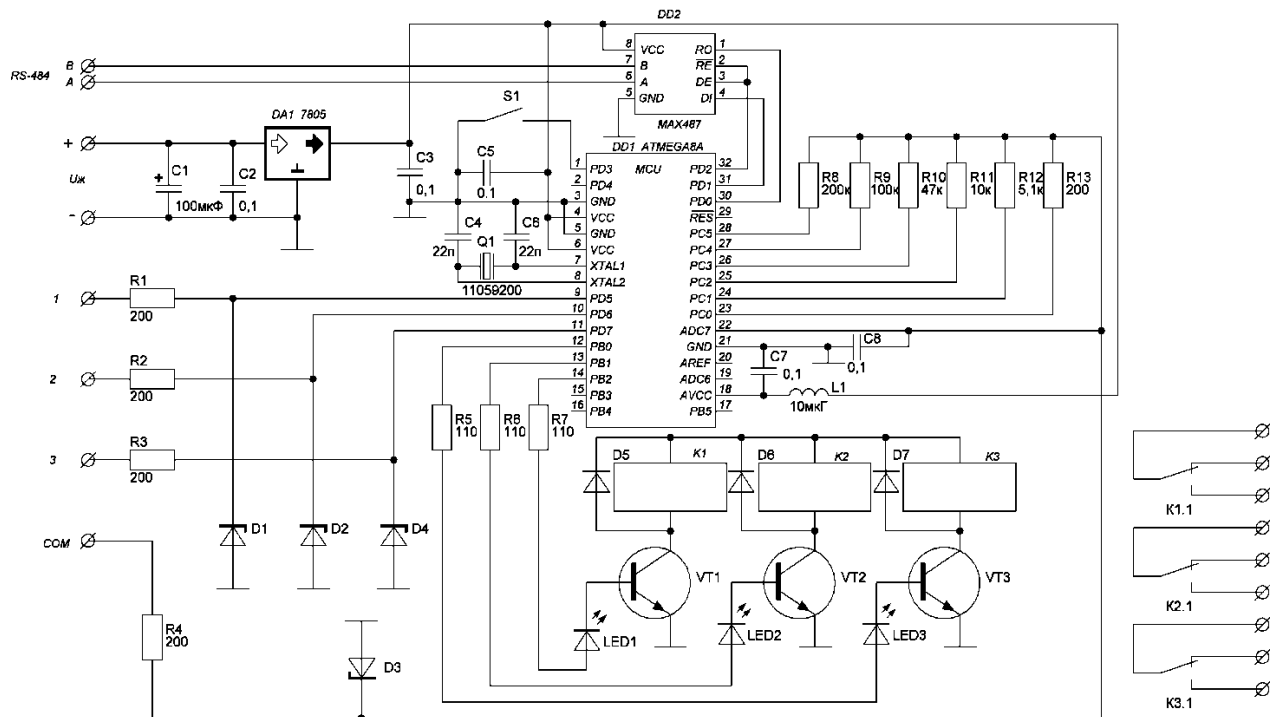 DD2
RS-484
B
A
8 VCC RO 1
7 B RE 2
6 A DE 3
5 GND DI 4
MAX487
S1
DA1 7805
+
Uж
-
C1
+
100мкФ
C2
0,1
C3
0,1
C5
0.1
C4
22п
C6
22п
Q1
11059200
DD1 ATMEGA8A
MCU
1 PD3 PD2 32
2 PD4 PD1 31
3 GND PD0 30
4 VCC RES 29
5 GND PC5 28
6 VCC PC4 27
7 XTAL1 PC3 26
8 XTAL2 PC2 25
9 PD5 PC1 24
10 PD6 PC0 23
11 PD7 ADC7 22
12 PB0 GND 21
13 PB1 AREF 20
14 PB2 ADC6 19
15 PB3 AVCC 18
16 PB4 PB5 17
R8
200к
R9
100к
R10
47к
R11
10к
R12
5,1к
R13
200
C7
0,1
C8
0,1
L1
10мкГ
1
R1
200
2
R2
200
3
R3
200
COM
R4
200
D1
D2
D4
D3
R5
110
R6
110
R7
110
D5
K1
D6
K2
D7
K3
VT1
VT2
VT3
LED1
LED2
LED3
K1.1
K2.1
K3.1